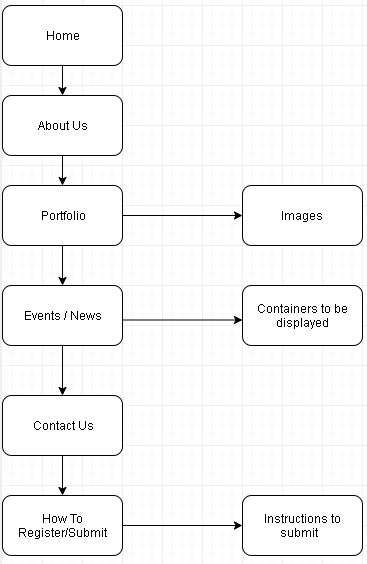 Home
About Us
Portfolio
Images
Events / News
Containers to be
displayed
Contact Us
How To
Register/Submit
Instructions to
submit